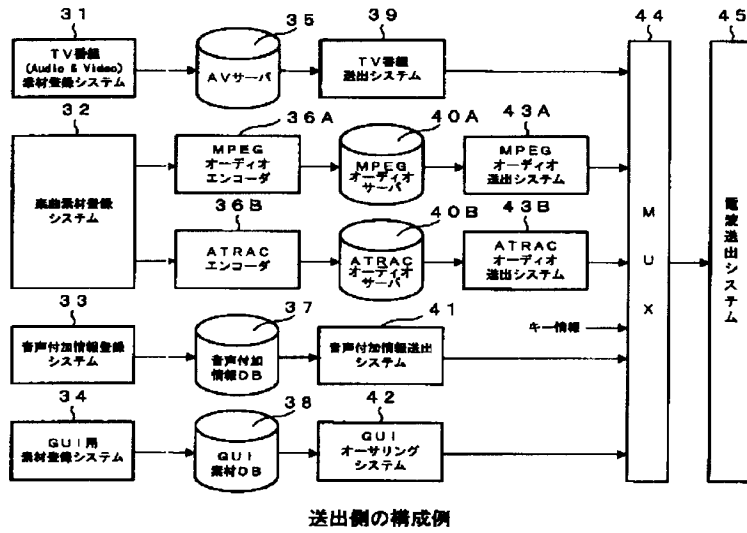 31
35
39
44
45
TV番組
(Audio & Video)
素材登録システム
AVサーバ
TV番組
送出システム
32
36A
40A
43A
楽曲素材登録
システム
MPEG
オーディオ
エンコーダ
MPEG
オーディオ
サーバ
MPEG
オーディオ
送出システム
36B
40B
43B
ATRAC
エンコーダ
ATRAC
オーディオ
サーバ
ATRAC
オーディオ
送出システム
MUX
電波送出システム
キー情報
33
37
41
音声付加情報登録
システム
音声付加
情報DB
音声付加情報送出
システム
34
38
42
GUI用
素材登録システム
GUI
素材DB
GUI
オーサリング
システム
送出側の構成例